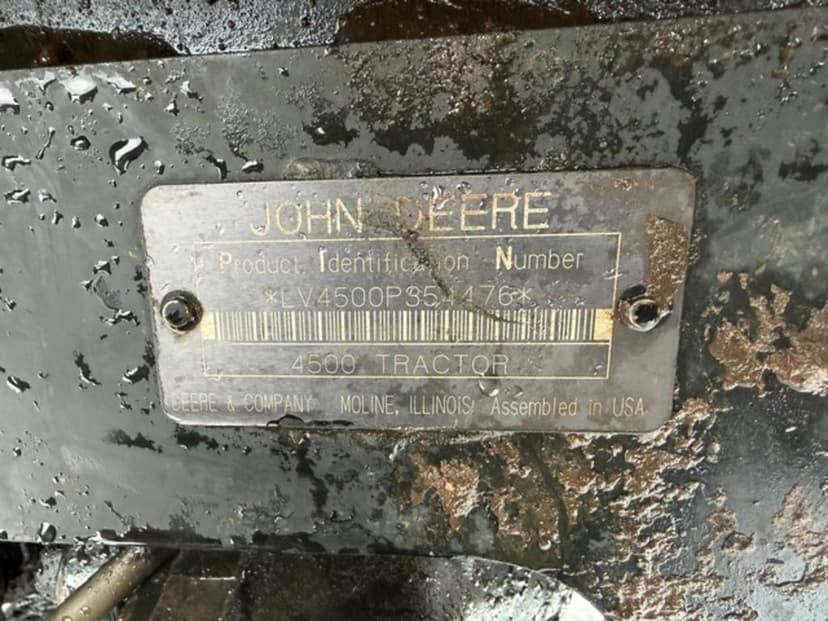 JOHN DEERE
Product Identification Number
*LV4500P354476*
4500 TRACTOR
DEERE & COMPANY MOLINE, ILLINOIS Assembled in USA